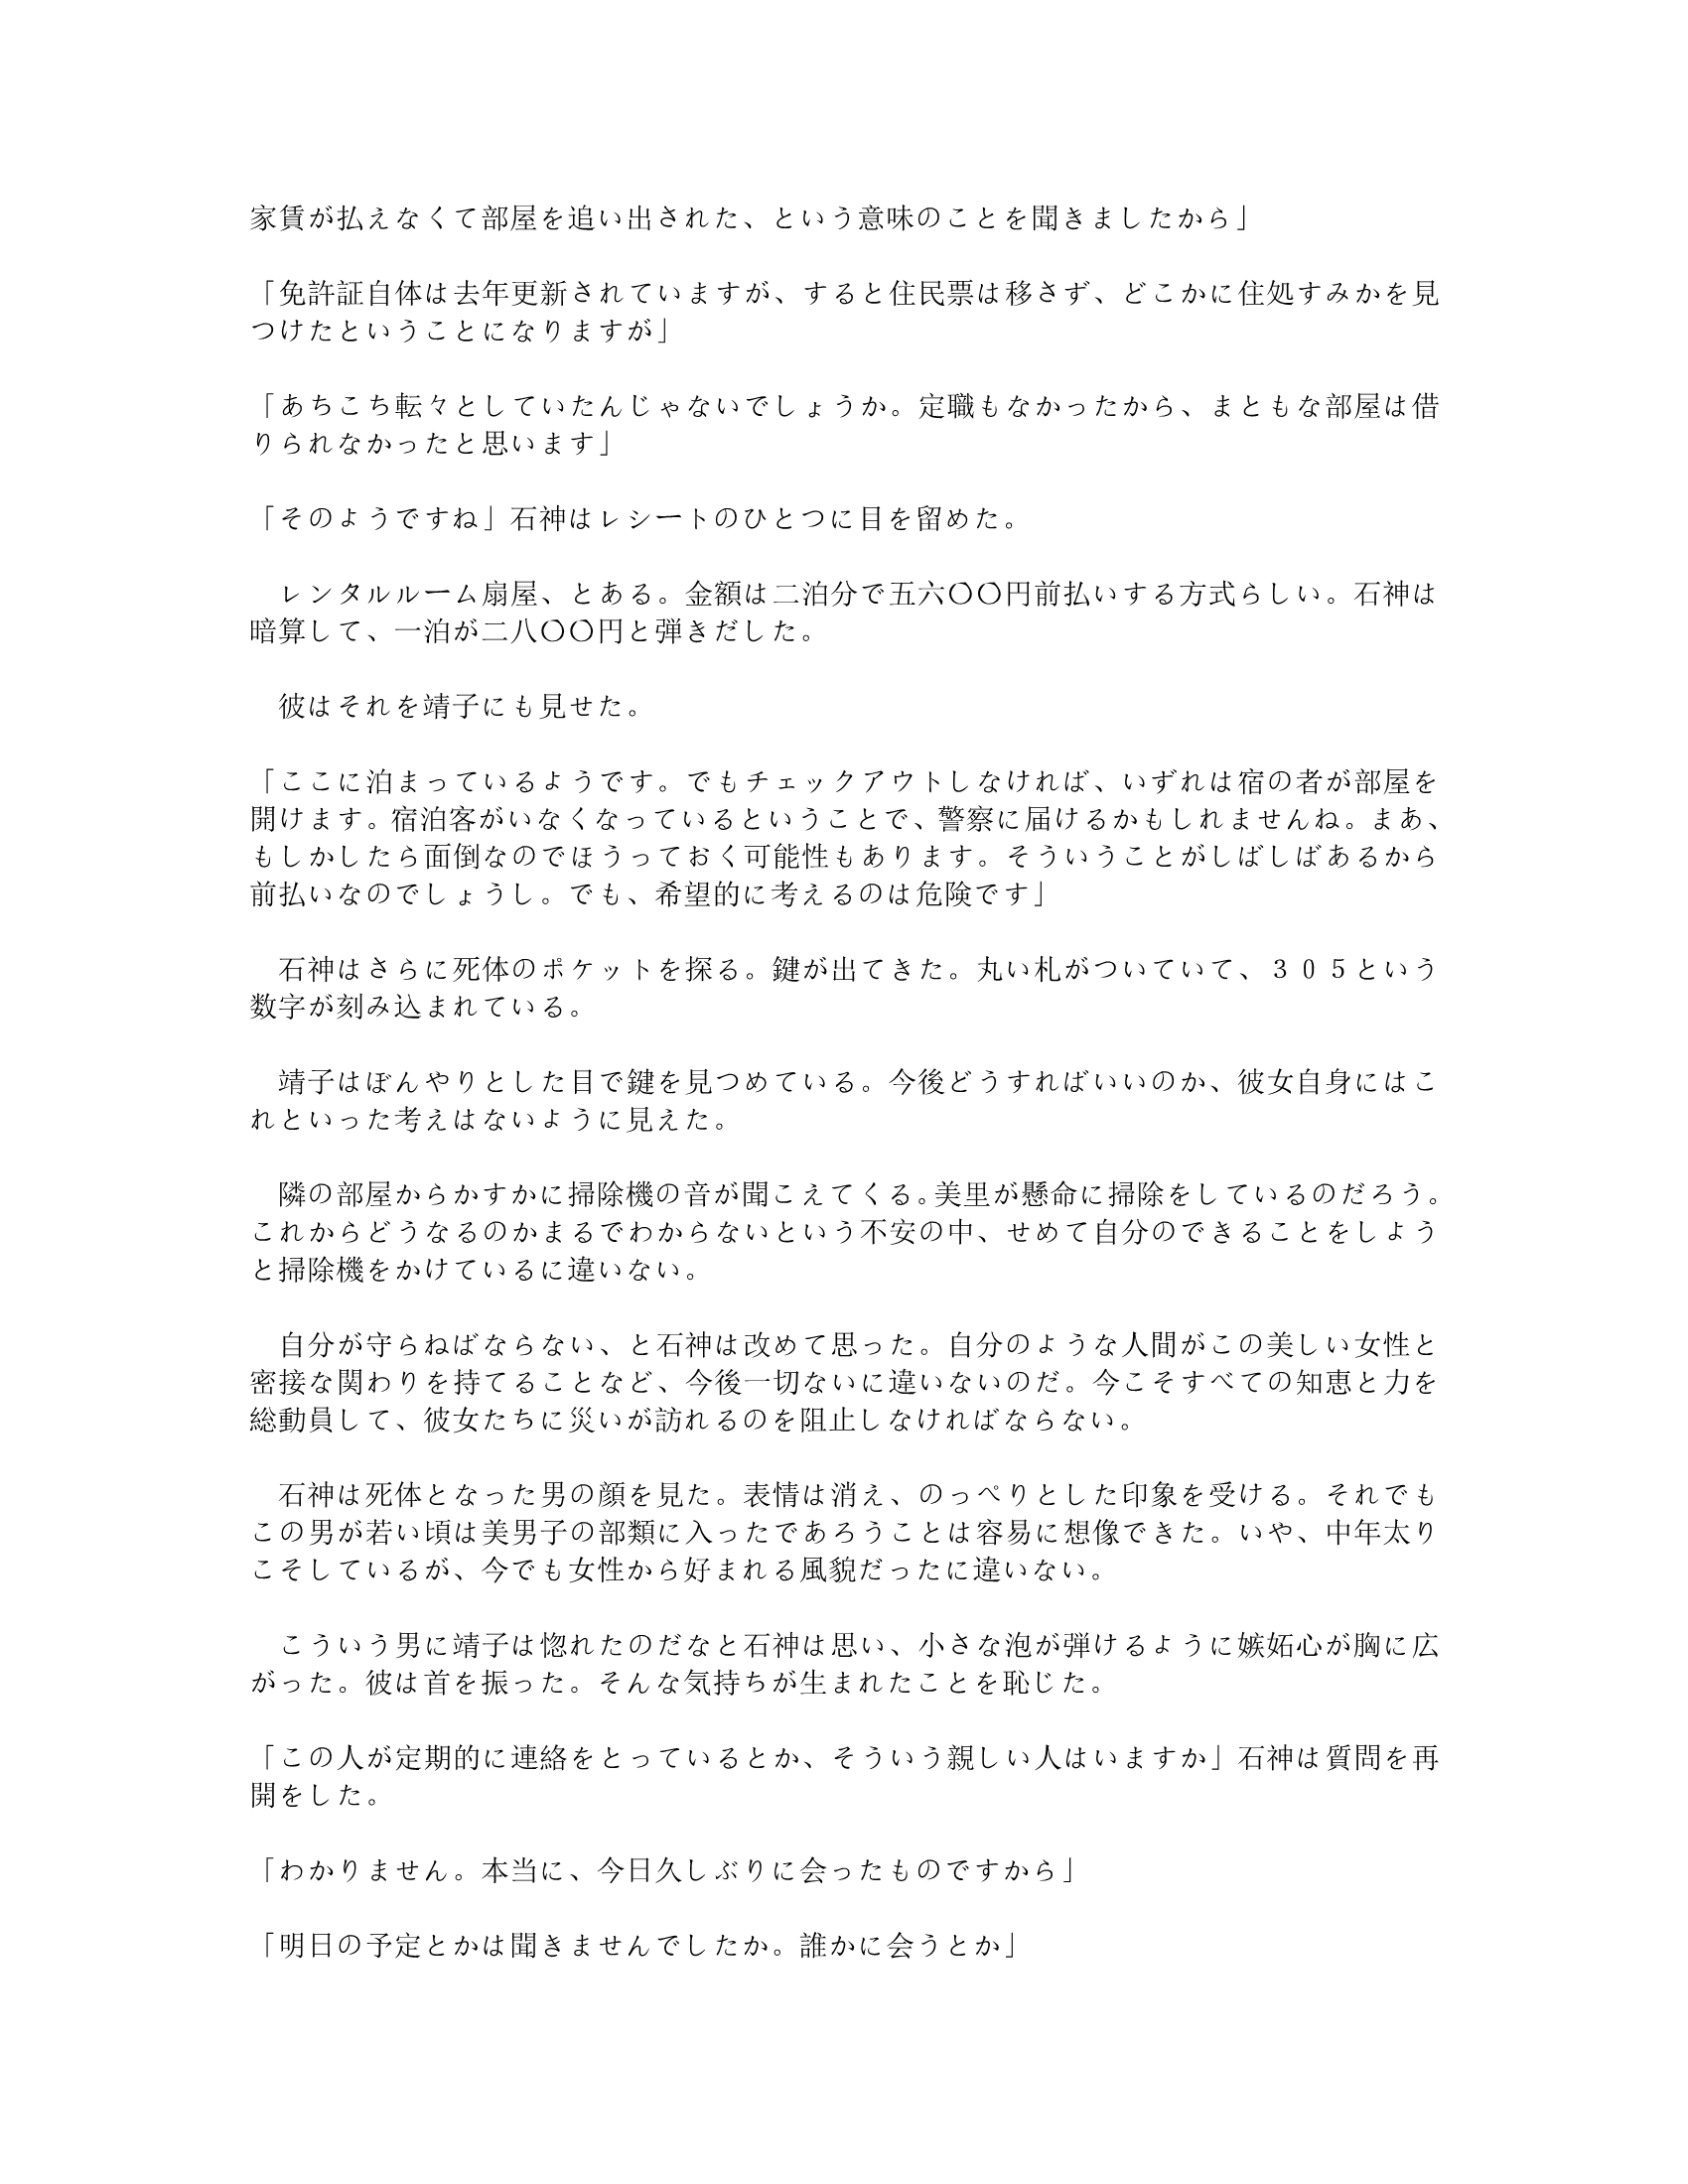 家賃が払えなくて部屋を追い出された、という意味のことを聞きましたから」
「免許証自体は去年更新されていますが、すると住民票は移さず、どこかに住処すみかを見
つけたということになりますが」
「あちこち転々としていたんじゃないでしょうか。定職もなかったから、まともな部屋は借
りられなかったと思います」
「そのようですね」石神はレシートのひとつに目を留めた。
　レンタルルーム扇屋、とある。金額は二泊分で五六〇〇円前払いする方式らしい。石神は
暗算して、一泊が二八〇〇円と弾きだした。
　彼はそれを靖子にも見せた。
「ここに泊まっているようです。でもチェックアウトしなければ、いずれは宿の者が部屋を
開けます。宿泊客がいなくなっているということで、警察に届けるかもしれませんね。まあ、
もしかしたら面倒なのでほうっておく可能性もあります。そういうことがしばしばあるから
前払いなのでしょうし。でも、希望的に考えるのは危険です」
　石神はさらに死体のポケットを探る。鍵が出てきた。丸い札がついていて、３０５という
数字が刻み込まれている。
　靖子はぼんやりとした目で鍵を見つめている。今後どうすればいいのか、彼女自身にはこ
れといった考えはないように見えた。
　隣の部屋からかすかに掃除機の音が聞こえてくる。美里が懸命に掃除をしているのだろう。
これからどうなるのかまるでわからないという不安の中、せめて自分のできることをしよう
と掃除機をかけているに違いない。
　自分が守らねばならない、と石神は改めて思った。自分のような人間がこの美しい女性と
密接な関わりを持てることなど、今後一切ないに違いないのだ。今こそすべての知恵と力を
総動員して、彼女たちに災いが訪れるのを阻止しなければならない。
　石神は死体となった男の顔を見た。表情は消え、のっぺりとした印象を受ける。それでも
この男が若い頃は美男子の部類に入ったであろうことは容易に想像できた。いや、中年太り
こそしているが、今でも女性から好まれる風貌だったに違いない。
　こういう男に靖子は惚れたのだなと石神は思い、小さな泡が弾けるように嫉妬心が胸に広
がった。彼は首を振った。そんな気持ちが生まれたことを恥じた。
「この人が定期的に連絡をとっているとか、そういう親しい人はいますか」石神は質問を再
開をした。
「わかりません。本当に、今日久しぶりに会ったものですから」
「明日の予定とかは聞きませんでしたか。誰かに会うとか」